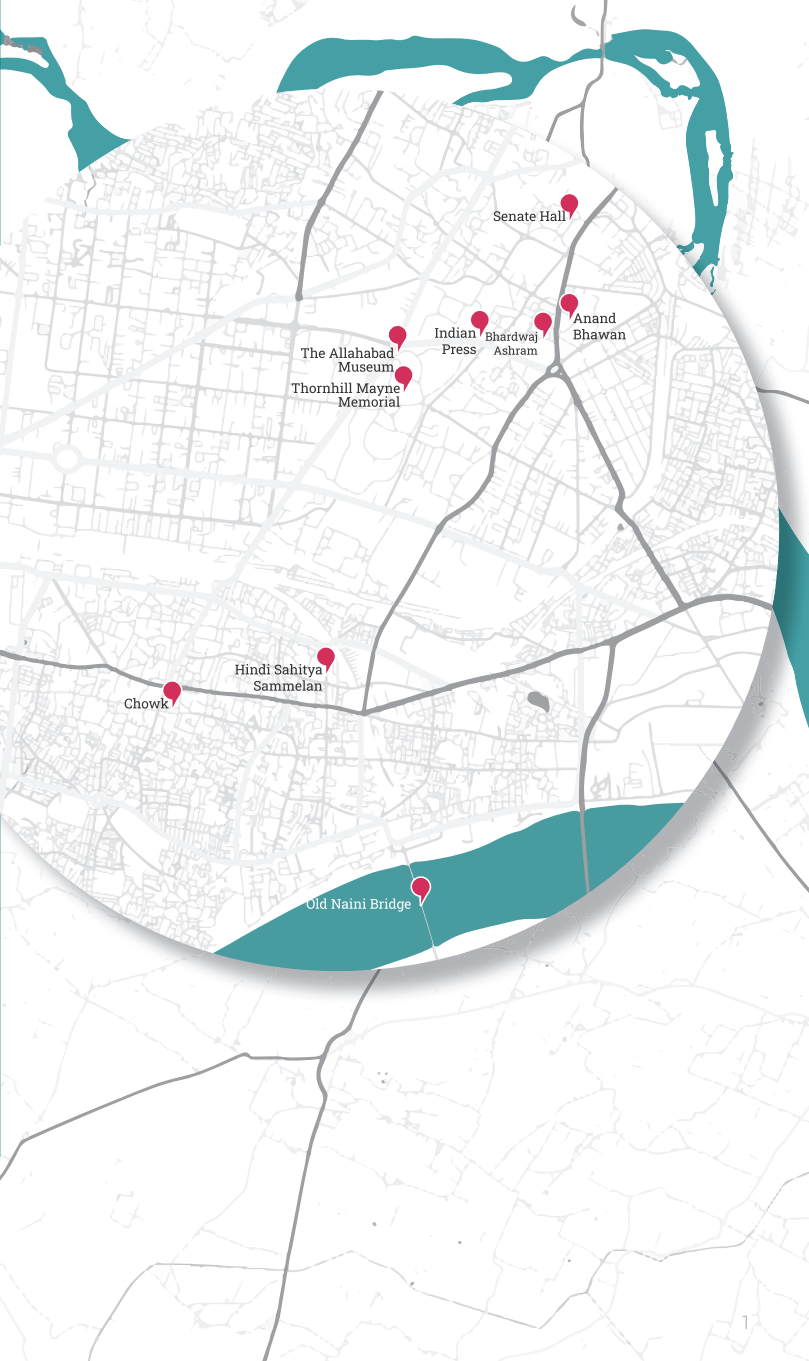 Senate Hall
Anand
Bhawan
Indian
Press
Bhardwaj
Ashram
The Allahabad
Museum
Thornhill Mayne
Memorial
Hindi Sahitya
Sammelan
Chowk
Old Naini Bridge
1